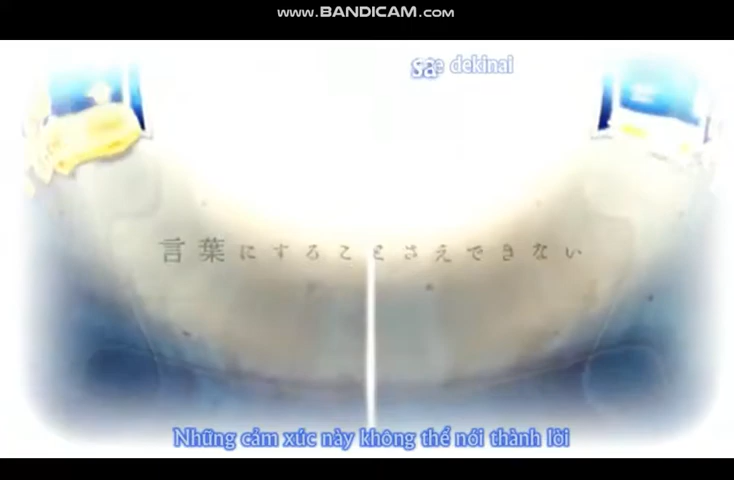 www.BANDICAM.com
sae dekinai
言葉にすることさえできない
Những cảm xúc này không thể nói thành lời